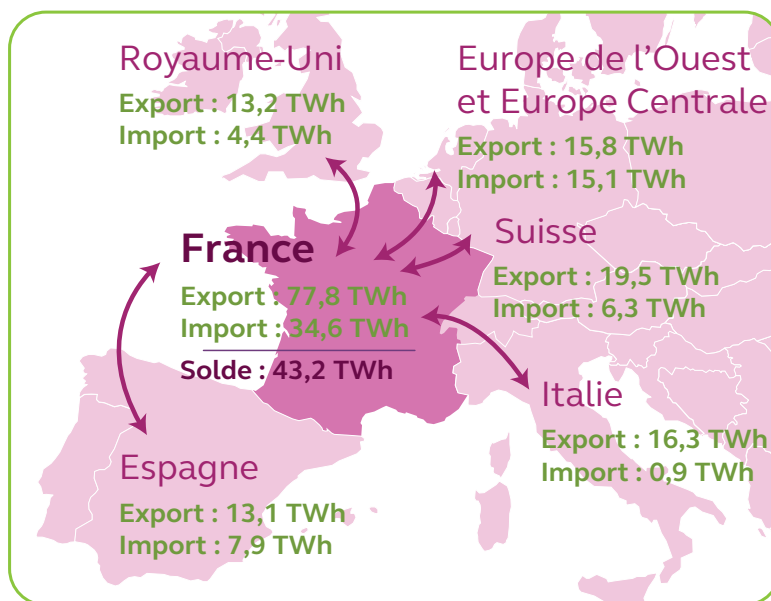 Royaume-Uni
Export : 13,2 TWh
Import : 4,4 TWh
Europe de l'Ouest
et Europe Centrale
Export : 15,8 TWh
Import : 15,1 TWh
France
Export : 77,8 TWh
Import : 34,6 TWh
Solde : 43,2 TWh
Suisse
Export : 19,5 TWh
Import : 6,3 TWh
Italie
Export : 16,3 TWh
Import : 0,9 TWh
Espagne
Export : 13,1 TWh
Import : 7,9 TWh